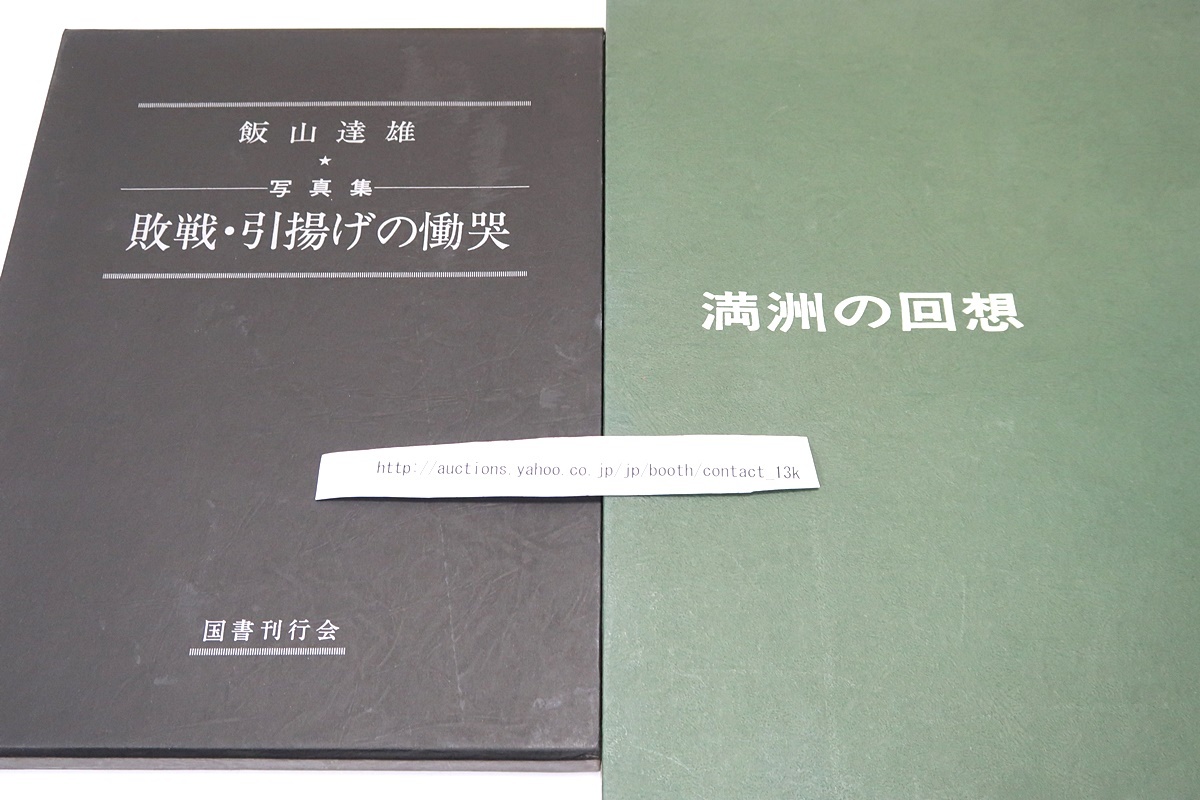 飯山達雄
★
写真集
敗戦・引揚げの慟哭
国書刊行会
満洲の回想
http://auctions.yahoo.co.jp/jp/booth/contact_13k